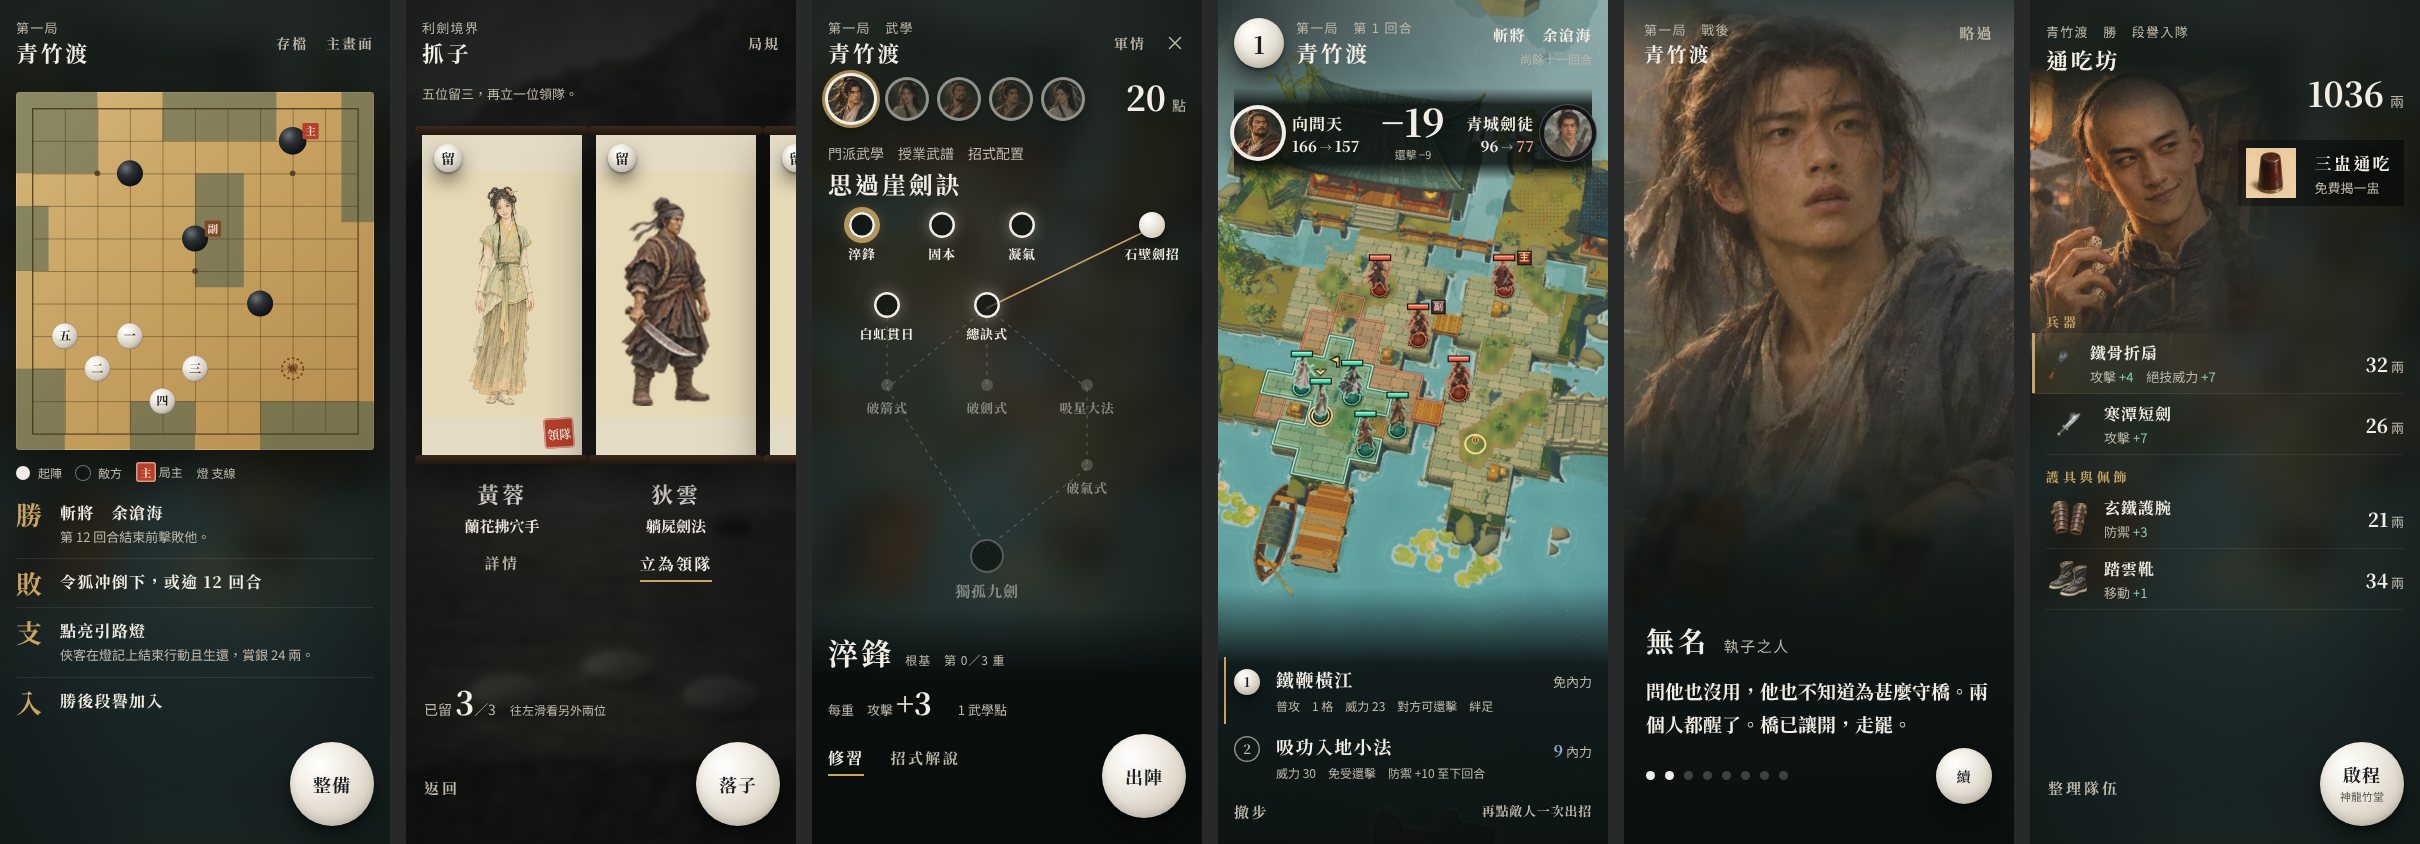 第一局
青竹渡
存檔 主畫面
主
副
五
一
二
三
四
起陣 敵方 主 局主 燈 支線
勝 斬將 余滄海
第 12 回合結束前擊敗他。
敗 令狐冲倒下，或逾 12 回合
支 點亮引路燈
俠客在燈記上結束行動且生還，賞銀 24 兩。
入 勝後段譽加入
整備
利劍境界
抓子
局規
五位留三，再立一位領隊。
留
留
領隊
黃蓉
蘭花拂穴手
詳情
狄雲
躺屍劍法
立為領隊
已留 3／3 往左滑看另外兩位
返回
落子
第一局 武學
青竹渡
軍情 ×
20 點
門派武學 授業武譜 招式配置
思過崖劍訣
淬鋒
固本
凝氣
石壁劍招
白虹貫日
總訣式
破箭式
破劍式
吸星大法
破氣式
獨孤九劍
淬鋒 根基 第 0／3 重
每重 攻擊 +3 1 武學點
修習 招式解說
出陣
1
第一局 第 1 回合
青竹渡
斬將 余滄海
尚餘十一回合
向問天
166→157
−19
還擊 −9
青城劍徒
96→77
主
副
1 鐵鞭橫江 免內力
普攻 1 格 威力 23 對方可還擊 絆足
2 吸功入地小法 9 內力
威力 30 免受還擊 防禦 +10 至下回合
撤步
再點敵人一次出招
第一局 戰後
青竹渡
略過
無名 執子之人
問他也沒用，他也不知道為甚麼守橋。兩
個人都醒了。橋已讓開，走罷。
續
青竹渡 勝 段譽入隊
通吃坊
1036 兩
三盅通吃
免費揭一盅
兵器
鐵骨折扇
攻擊 +4 絕技威力 +7
32 兩
寒潭短劍
攻擊 +7
26 兩
護具與佩飾
玄鐵護腕
防禦 +3
21 兩
踏雲靴
移動 +1
34 兩
整理隊伍
啟程
神龍竹堂